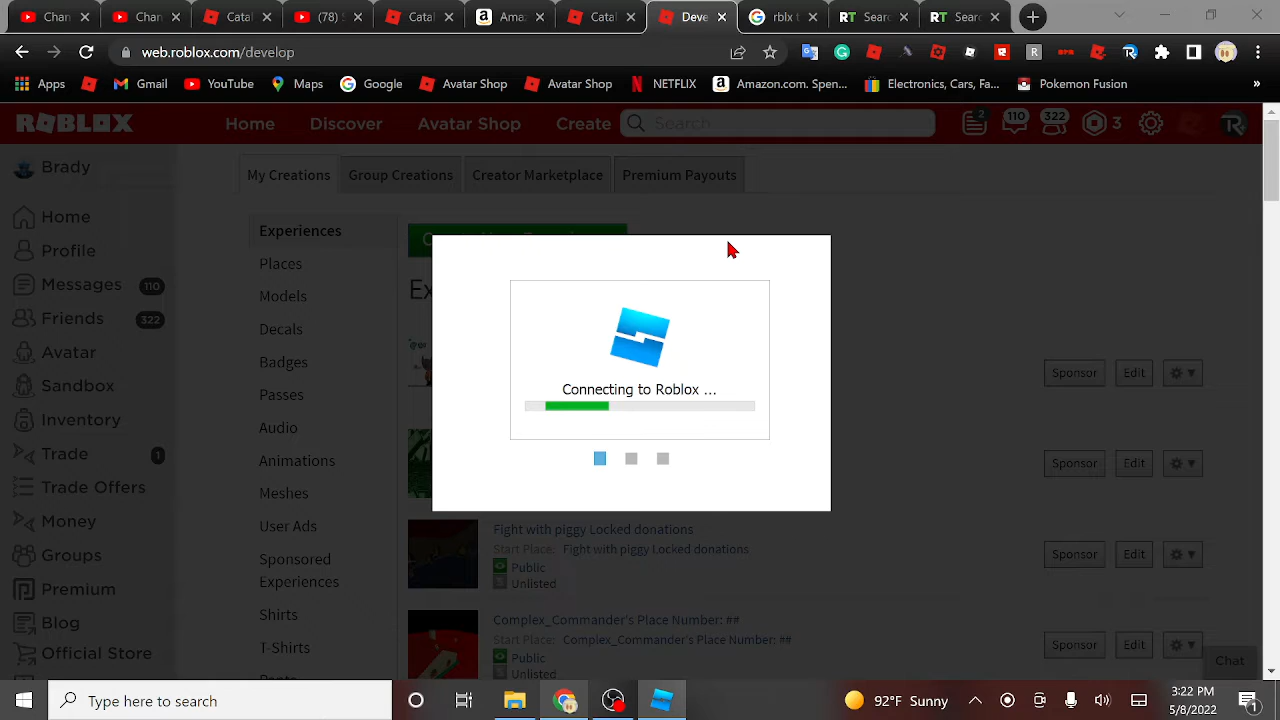 Chan
Chan
Catal
(78) S
Catal
Ama
Catal
Deve
rblx t
Searc
Searc
web.roblox.com/develop
Apps
Gmail
YouTube
Maps
Google
Avatar Shop
Avatar Shop
NETFLIX
Amazon.com. Spen...
Electronics, Cars, Fa...
Pokemon Fusion
»
ROBLOX
Home
Discover
Avatar Shop
Create
Search
2
110
322
3
Brady
Home
Profile
Messages 110
Friends 322
Avatar
Sandbox
Inventory
Trade 1
Trade Offers
Money
Groups
Premium
Blog
Official Store
My Creations
Group Creations
Creator Marketplace
Premium Payouts
Experiences
Places
Models
Decals
Badges
Passes
Audio
Animations
Meshes
User Ads
Sponsored
Experiences
Shirts
T-Shirts
Connecting to Roblox ...
Sponsor Edit
Sponsor Edit
Fight with piggy Locked donations
Start Place: Fight with piggy Locked donations
Public
Unlisted
Sponsor Edit
Complex_Commander's Place Number: ##
Start Place: Complex_Commander's Place Number: ##
Public
Unlisted
Sponsor Edit
Chat
Type here to search
92°F Sunny
3:22 PM
5/8/2022
1